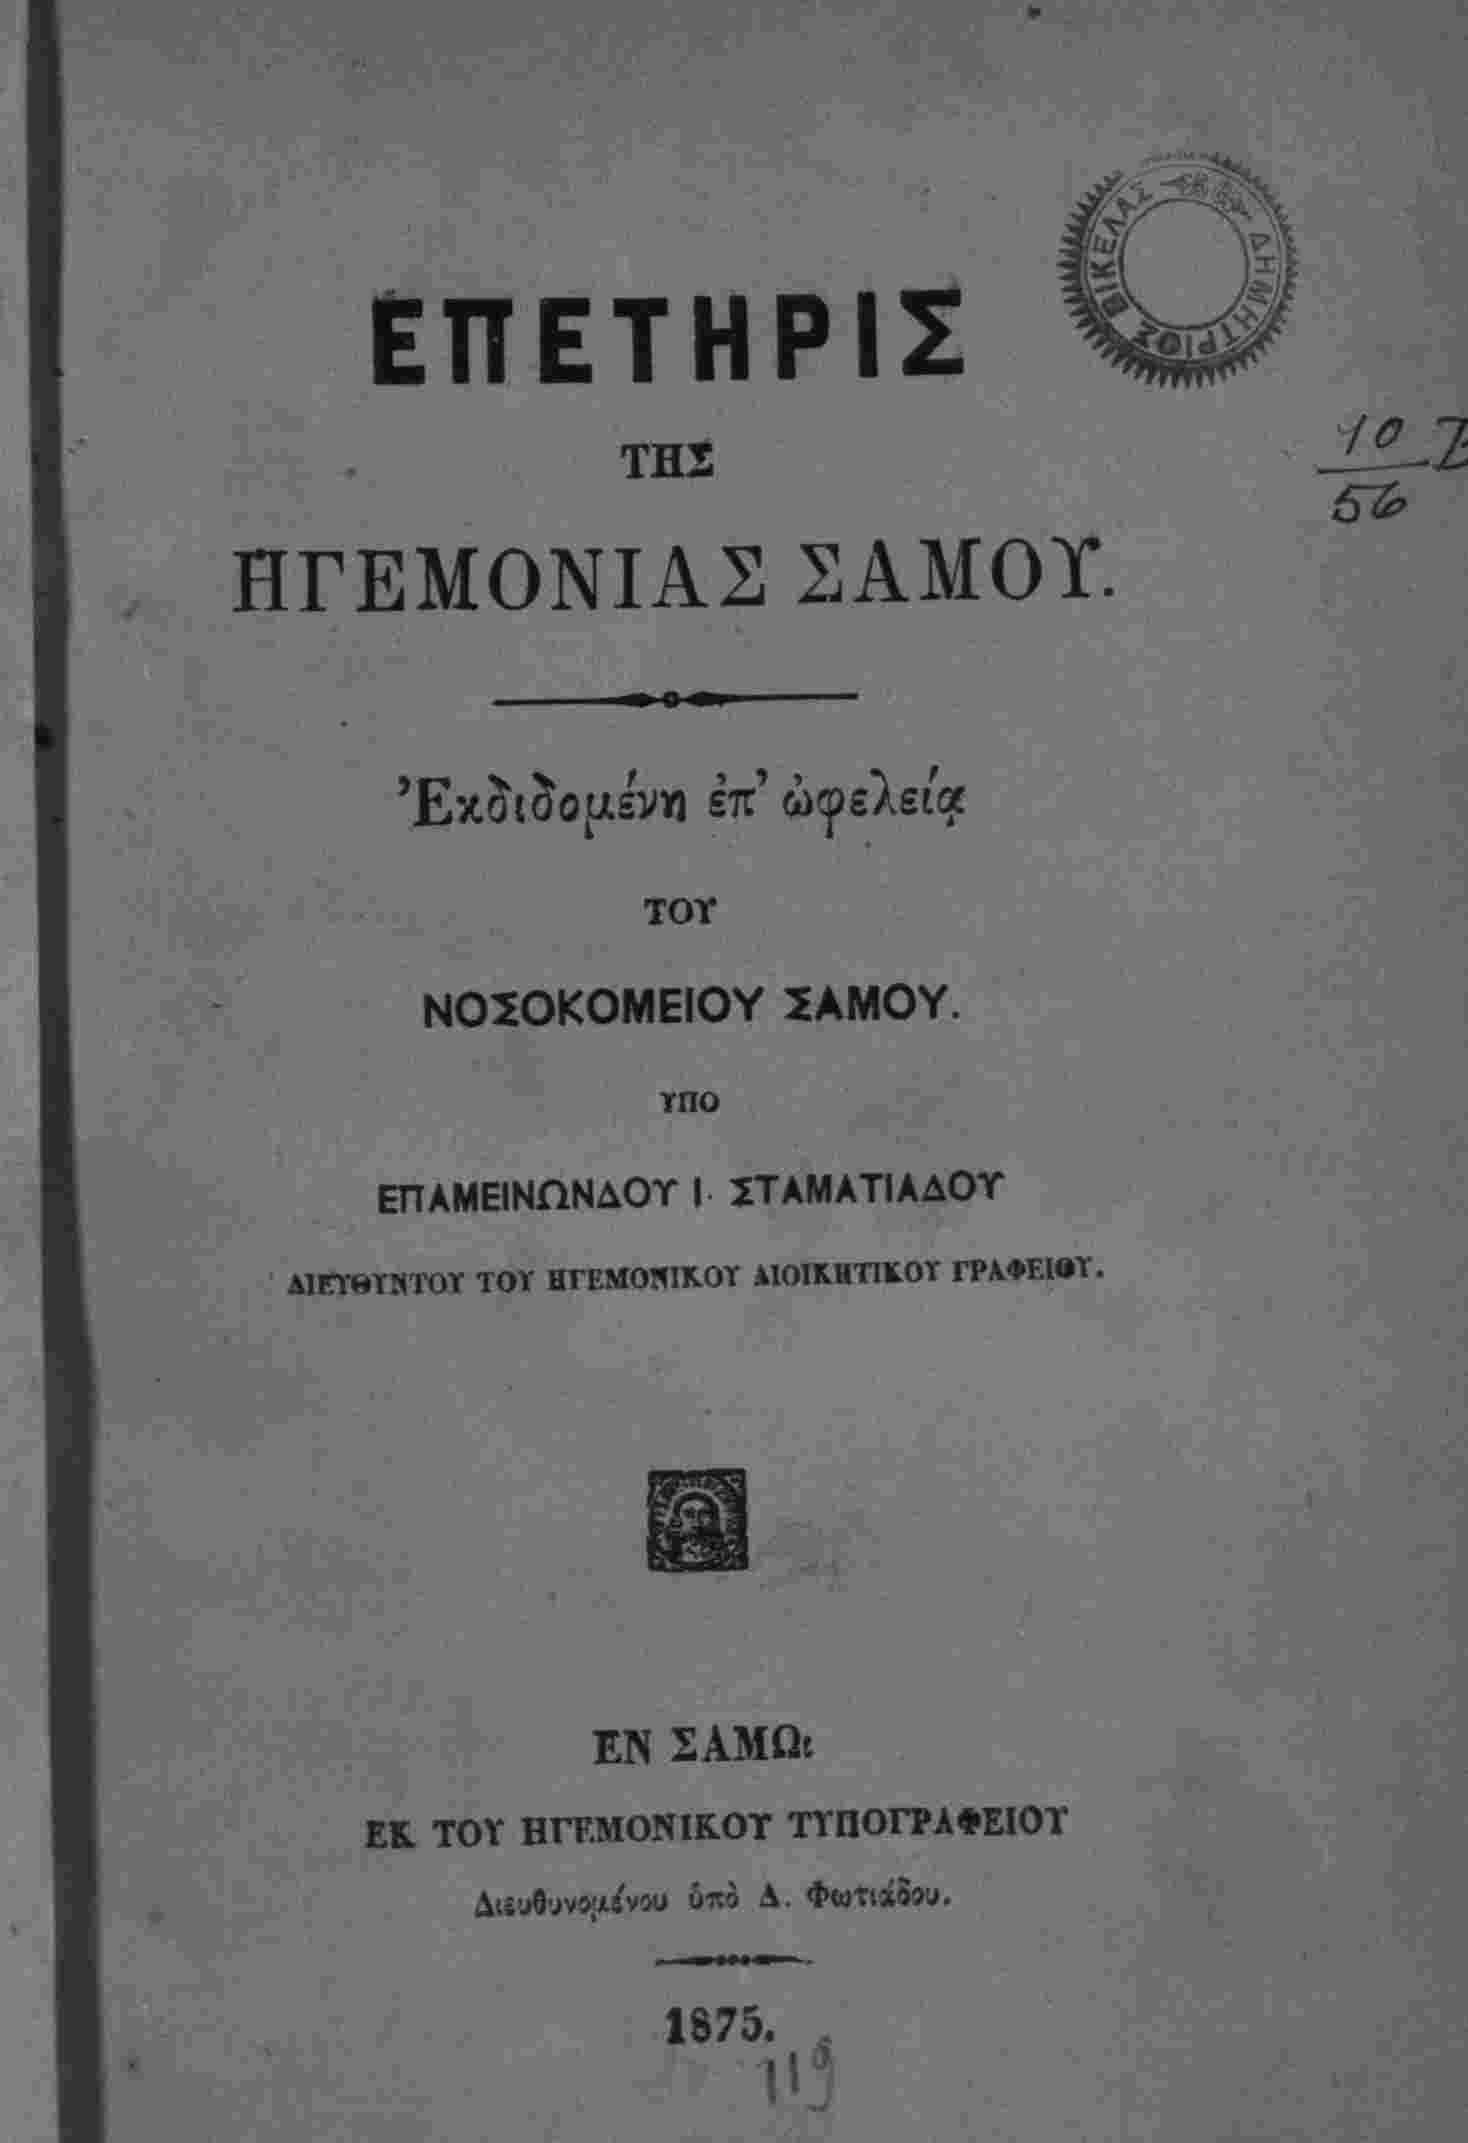 ΔΗΜΗΤΡΙΟΣ ΒΙΚΕΛΑΣ
ΕΠΕΤΗΡΙΣ
ΤΗΣ
10
56
ΗΓΕΜΟΝΙΑΣ ΣΑΜΟΥ.
Ἐκδιδομένη ἐπ’ ὠφελείᾳ
ΤΟΥ
ΝΟΣΟΚΟΜΕΙΟΥ ΣΑΜΟΥ.
ΥΠΟ
ΕΠΑΜΕΙΝΩΝΔΟΥ Ι. ΣΤΑΜΑΤΙΑΔΟΥ
ΔΙΕΥΘΥΝΤΟΥ ΤΟΥ ΗΓΕΜΟΝΙΚΟΥ ΔΙΟΙΚΗΤΙΚΟΥ ΓΡΑΦΕΙΟΥ.
ΕΝ ΣΑΜΩι
ΕΚ ΤΟΥ ΗΓΕΜΟΝΙΚΟΥ ΤΥΠΟΓΡΑΦΕΙΟΥ
Διευθυνομένου ὑπὸ Δ. Φωτιάδου.
1875.
119